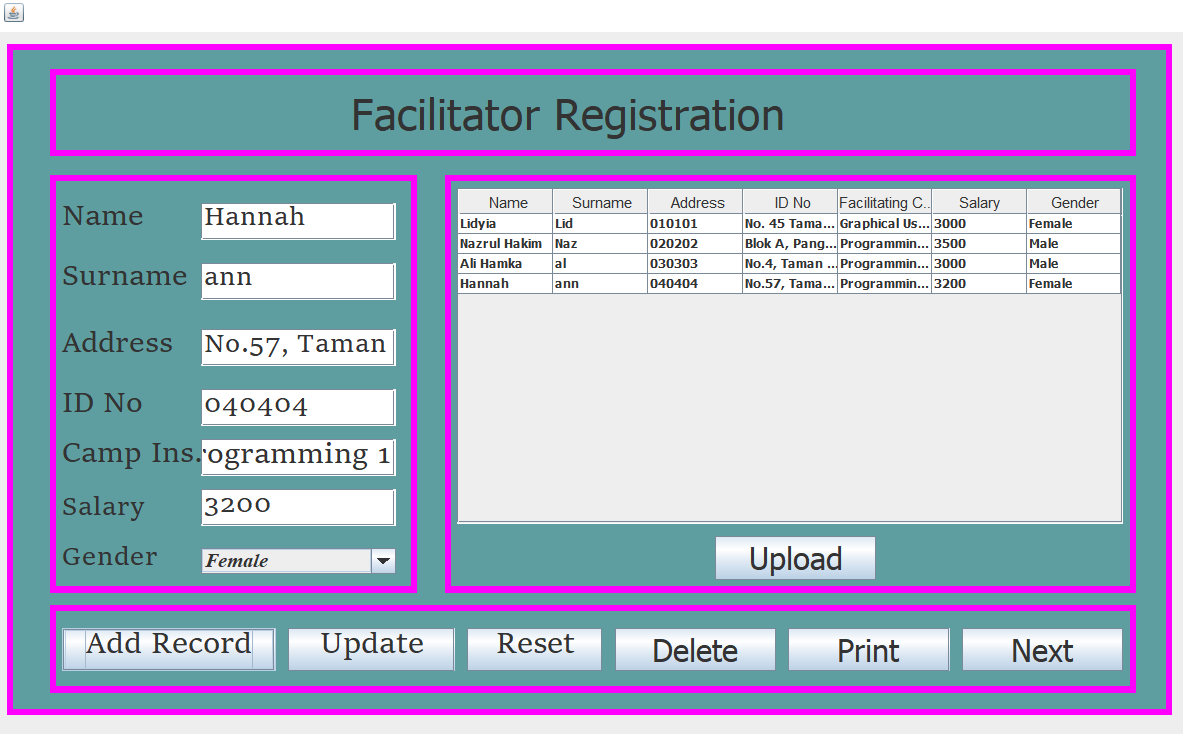 Facilitator Registration
Name Hannah
Surname ann
Address No.57, Taman
ID No 040404
Camp Ins. rogramming 1
Salary 3200
Gender Female
Name Surname Address ID No Facilitating C... Salary Gender
Lidyia Lid 010101 No. 45 Tama... Graphical Us... 3000 Female
Nazrul Hakim Naz 020202 Blok A, Pang... Programmin... 3500 Male
Ali Hamka al 030303 No.4, Taman ... Programmin... 3000 Male
Hannah ann 040404 No.57, Tama... Programmin... 3200 Female
Upload
Add Record Update Reset Delete Print Next